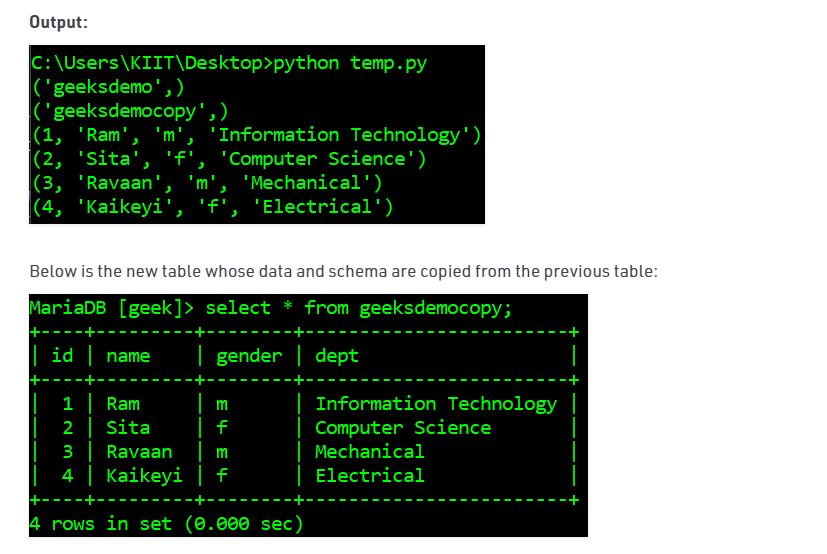 Output:
C:\Users\KIIT\Desktop>python temp.py
('geeksdemo',)
('geeksdemocopy',)
(1, 'Ram', 'm', 'Information Technology')
(2, 'Sita', 'f', 'Computer Science')
(3, 'Ravaan', 'm', 'Mechanical')
(4, 'Kaikeyi', 'f', 'Electrical')
Below is the new table whose data and schema are copied from the previous table:
MariaDB [geek]> select * from geeksdemocopy;
+----+---------+--------+------------------------+
| id | name    | gender | dept                   |
+----+---------+--------+------------------------+
|  1 | Ram     | m      | Information Technology |
|  2 | Sita    | f      | Computer Science       |
|  3 | Ravaan  | m      | Mechanical             |
|  4 | Kaikeyi | f      | Electrical             |
+----+---------+--------+------------------------+
4 rows in set (0.000 sec)